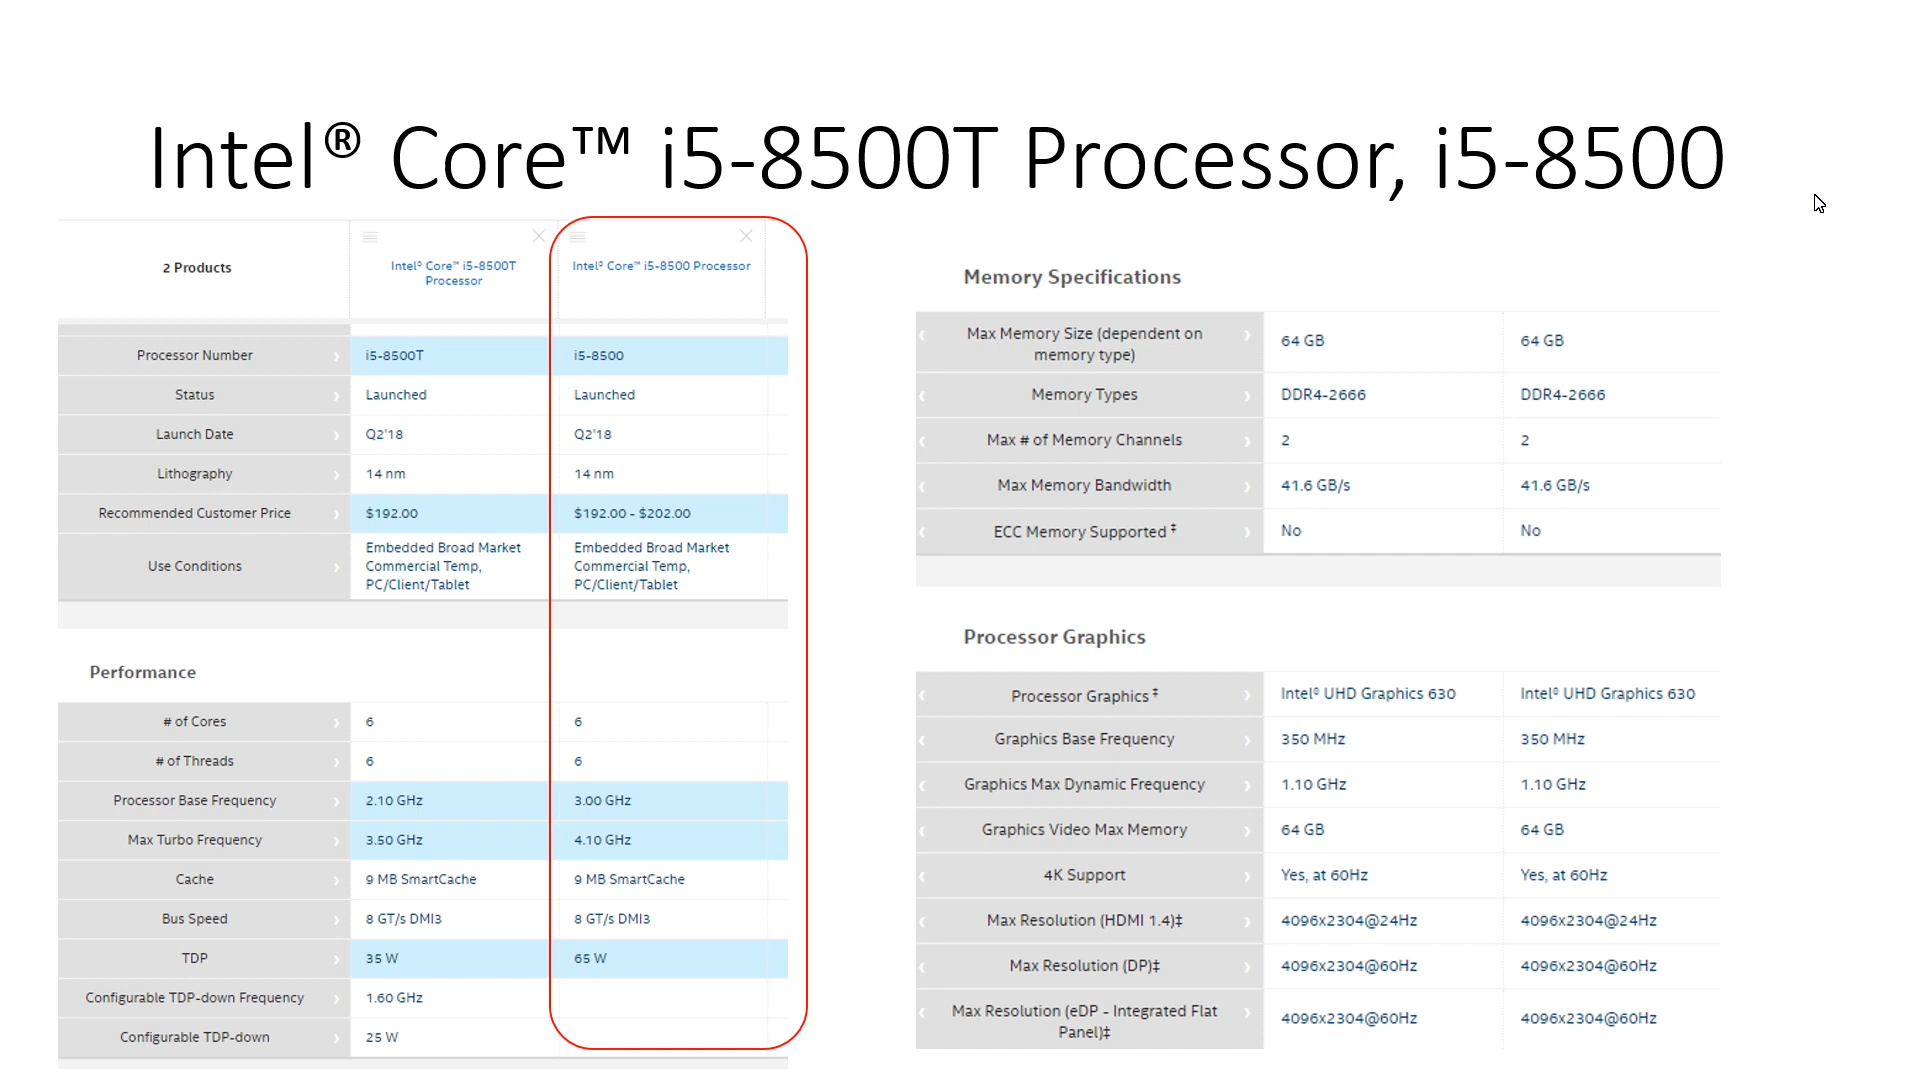 Intel® Core™ i5-8500T Processor, i5-8500
2 Products
Intel® Core™ i5-8500T
Processor
Intel® Core™ i5-8500 Processor
Processor Number i5-8500T i5-8500
Status Launched Launched
Launch Date Q2'18 Q2'18
Lithography 14 nm 14 nm
Recommended Customer Price $192.00 $192.00 - $202.00
Use Conditions
Embedded Broad Market
Commercial Temp,
PC/Client/Tablet
Embedded Broad Market
Commercial Temp,
PC/Client/Tablet
Performance
# of Cores 6 6
# of Threads 6 6
Processor Base Frequency 2.10 GHz 3.00 GHz
Max Turbo Frequency 3.50 GHz 4.10 GHz
Cache 9 MB SmartCache 9 MB SmartCache
Bus Speed 8 GT/s DMI3 8 GT/s DMI3
TDP 35 W 65 W
Configurable TDP-down Frequency 1.60 GHz
Configurable TDP-down 25 W
Memory Specifications
Max Memory Size (dependent on
memory type)
64 GB 64 GB
Memory Types DDR4-2666 DDR4-2666
Max # of Memory Channels 2 2
Max Memory Bandwidth 41.6 GB/s 41.6 GB/s
ECC Memory Supported ‡ No No
Processor Graphics
Processor Graphics ‡ Intel® UHD Graphics 630 Intel® UHD Graphics 630
Graphics Base Frequency 350 MHz 350 MHz
Graphics Max Dynamic Frequency 1.10 GHz 1.10 GHz
Graphics Video Max Memory 64 GB 64 GB
4K Support Yes, at 60Hz Yes, at 60Hz
Max Resolution (HDMI 1.4)‡ 4096x2304@24Hz 4096x2304@24Hz
Max Resolution (DP)‡ 4096x2304@60Hz 4096x2304@60Hz
Max Resolution (eDP - Integrated Flat
Panel)‡
4096x2304@60Hz 4096x2304@60Hz